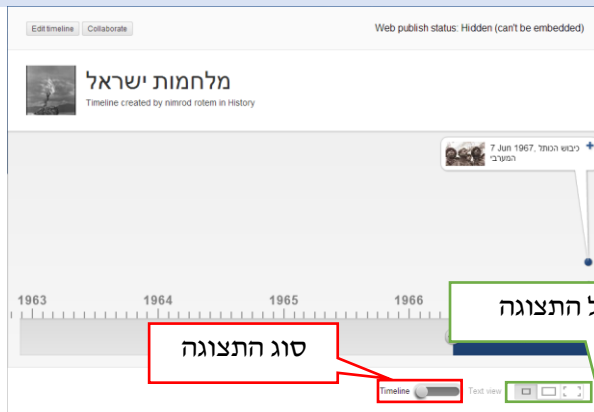 Edit timeline Collaborate Web publish status: Hidden (can't be embedded)
מלחמות ישראל
Timeline created by nimrod rotem in History
7 Jun 1967, כיבוש הכותל
המערבי
1963 1964 1965 1966
ל התצוגה
סוג התצוגה
Timeline Text view